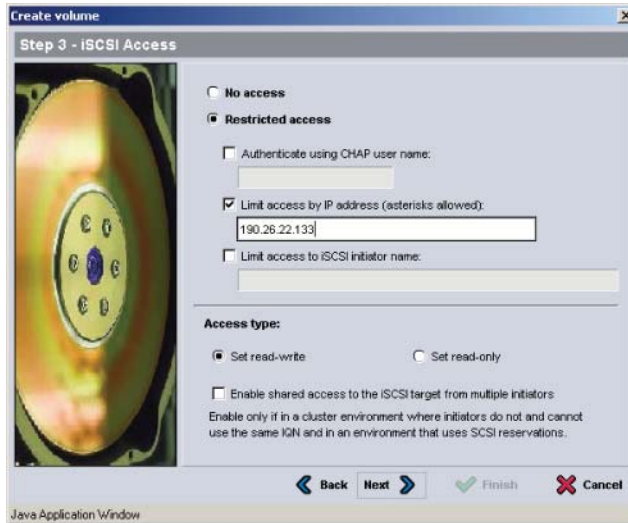 Create volume
Step 3 - iSCSI Access
No access
Restricted access
Authenticate using CHAP user name:
Limit access by IP address (asterisks allowed):
190.26.22.133
Limit access to iSCSI initiator name:
Access type:
Set read-write
Set read-only
Enable shared access to the iSCSI target from multiple initiators
Enable only if in a cluster environment where initiators do not and cannot
use the same IQN and in an environment that uses SCSI reservations.
Back
Next
Finish
Cancel
Java Application Window